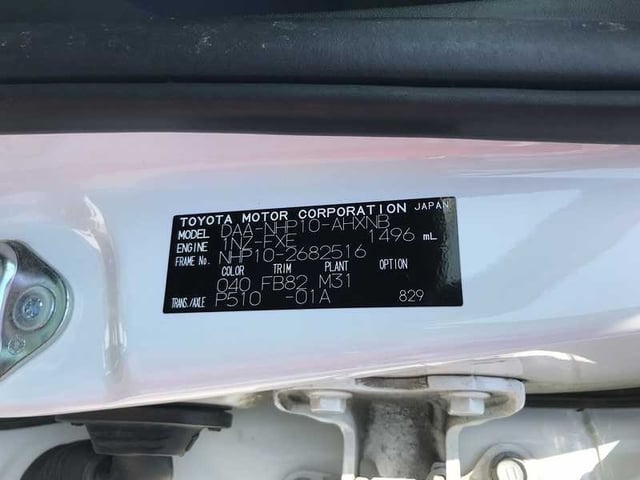 TOYOTA MOTOR CORPORATION JAPAN
MODEL DAA-NHP10-AHXNB
ENGINE 1NZ-FXE 1496 mL
FRAME No. NHP10-2682516
COLOR TRIM PLANT OPTION
040 FB82 M31
TRANS./AXLE P510 -01A 829